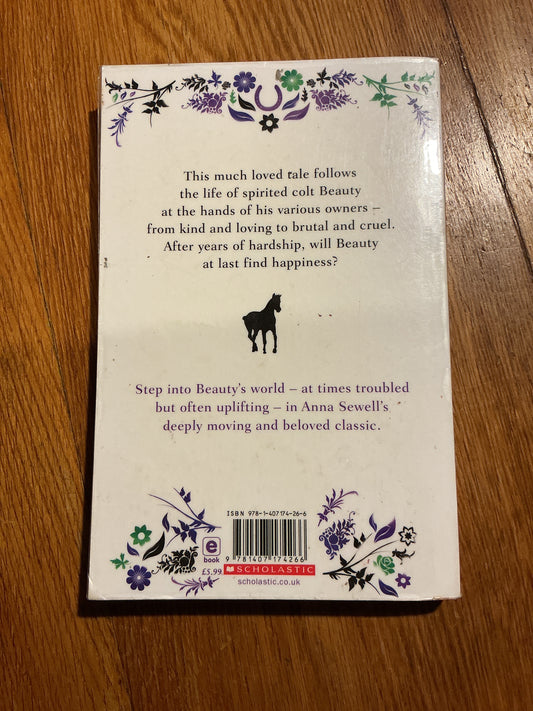 This much loved tale follows
the life of spirited colt Beauty
at the hands of his various owners –
from kind and loving to brutal and cruel.
After years of hardship, will Beauty
at last find happiness?
Step into Beauty's world – at times troubled
but often uplifting – in Anna Sewell's
deeply moving and beloved classic.
ISBN 978-1-407174-26-6
e
book
£5.99
9 781407 174266
SCHOLASTIC
scholastic.co.uk